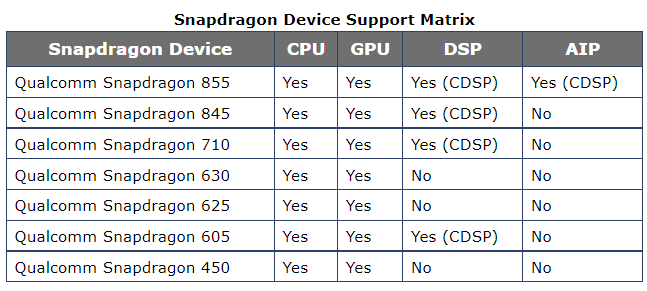 Snapdragon Device Support Matrix
Snapdragon Device CPU GPU DSP AIP
Qualcomm Snapdragon 855 Yes Yes Yes (CDSP) Yes (CDSP)
Qualcomm Snapdragon 845 Yes Yes Yes (CDSP) No
Qualcomm Snapdragon 710 Yes Yes Yes (CDSP) No
Qualcomm Snapdragon 630 Yes Yes No No
Qualcomm Snapdragon 625 Yes Yes No No
Qualcomm Snapdragon 605 Yes Yes Yes (CDSP) No
Qualcomm Snapdragon 450 Yes Yes No No